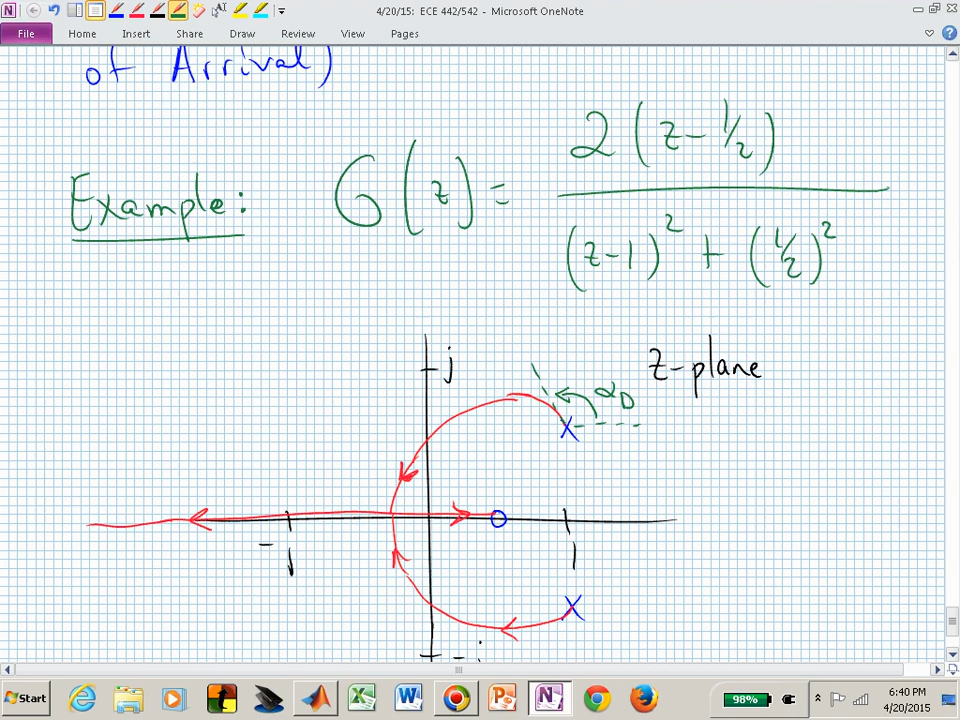 4/20/15: ECE 442/542 - Microsoft OneNote
File Home Insert Share Draw Review View Pages
of Arrival)
Example: G(z) = 2(z-1/2) / (z-1)² + (1/2)²
j
z-plane
α_D
-1
1
-j
Start
98%
6:40 PM
4/20/2015